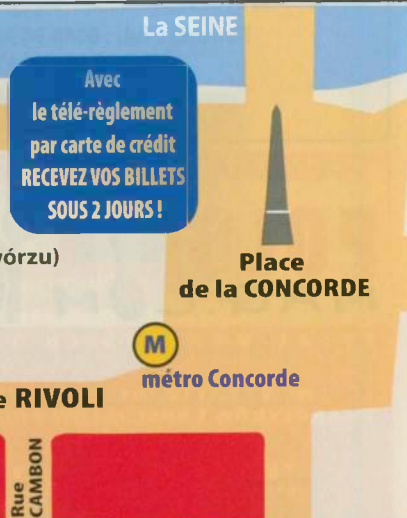 La SEINE
Avec
le télé-règlement
par carte de crédit
RECEVEZ VOS BILLETS
SOUS 2 JOURS !
vórzu)
Place
de la CONCORDE
M
métro Concorde
e RIVOLI
Rue
CAMBON